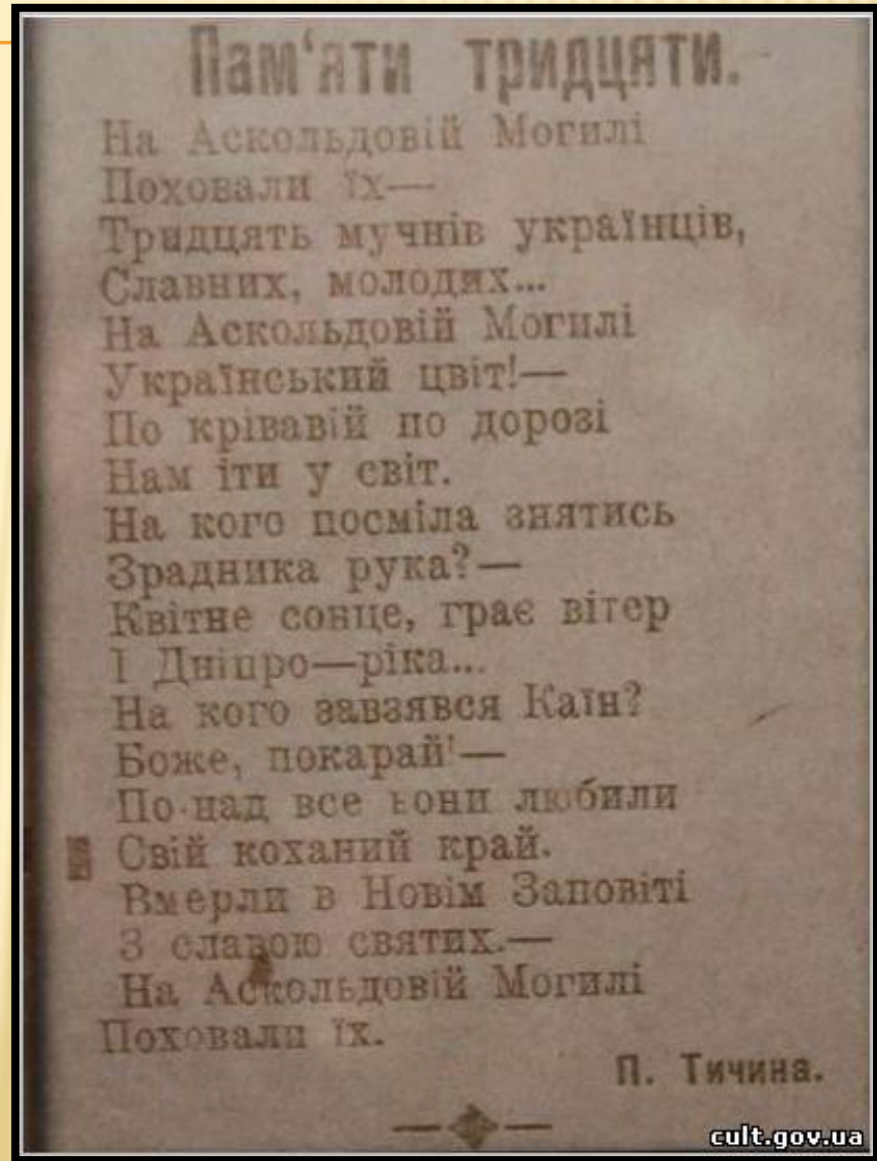 Пам'яти тридцяти.
На Аскольдовій Могилі
Поховали їх—
Тридцять мучнів українців,
Славних, молодих...
На Аскольдовій Могилі
Український цвіт!—
По крівавій по дорозі
Нам іти у світ.
На кого посміла знятись
Зрадника рука?—
Квітне сонце, грає вітер
І Дніпро—ріка...
На кого завзявся Каїн?
Боже, покарай!—
По-над все вони любили
Свій коханий край.
Вмерли в Новім Заповіті
З славою святих.—
На Аскольдовій Могилі
Поховали їх.
П. Тичина.
cult.gov.ua